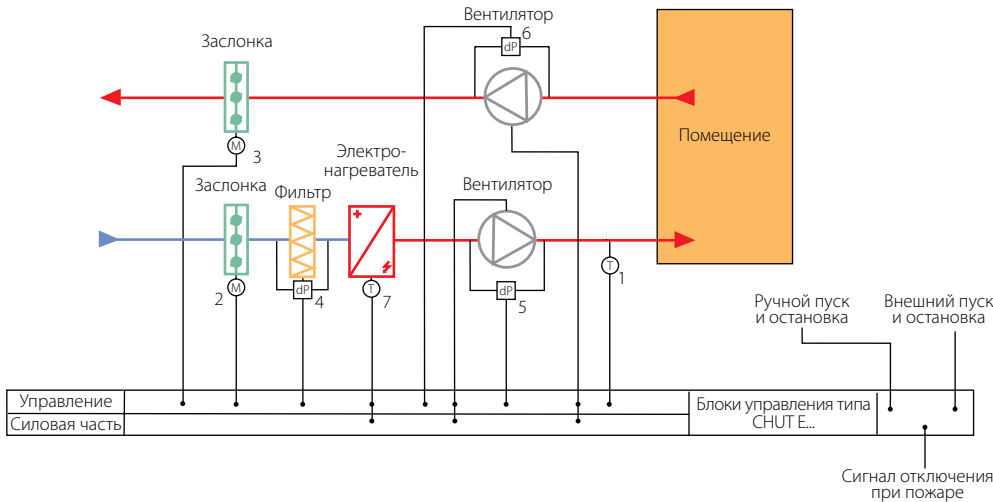 Вентилятор
6
dP
Заслонка
M
3
Помещение
Электро-
нагреватель
Заслонка
Фильтр
Вентилятор
M
2
dP
4
T
7
dP
5
T
1
Ручной пуск
и остановка
Внешний пуск
и остановка
Управление
Силовая часть
Блоки управления типа
CHUT E...
Сигнал отключения
при пожаре